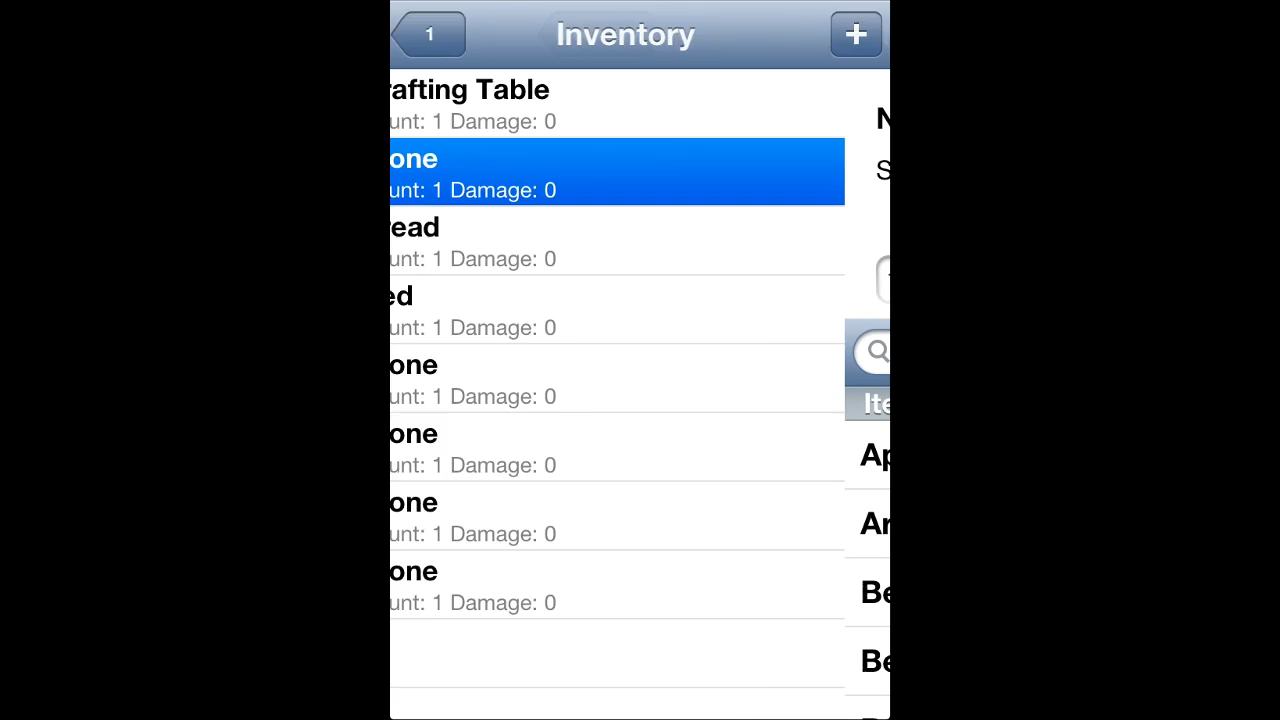 1
Inventory
+
rafting Table
unt: 1 Damage: 0
one
unt: 1 Damage: 0
read
unt: 1 Damage: 0
ed
unt: 1 Damage: 0
one
unt: 1 Damage: 0
one
unt: 1 Damage: 0
one
unt: 1 Damage: 0
one
unt: 1 Damage: 0
N
S
Ite
Ap
Ar
Be
Be